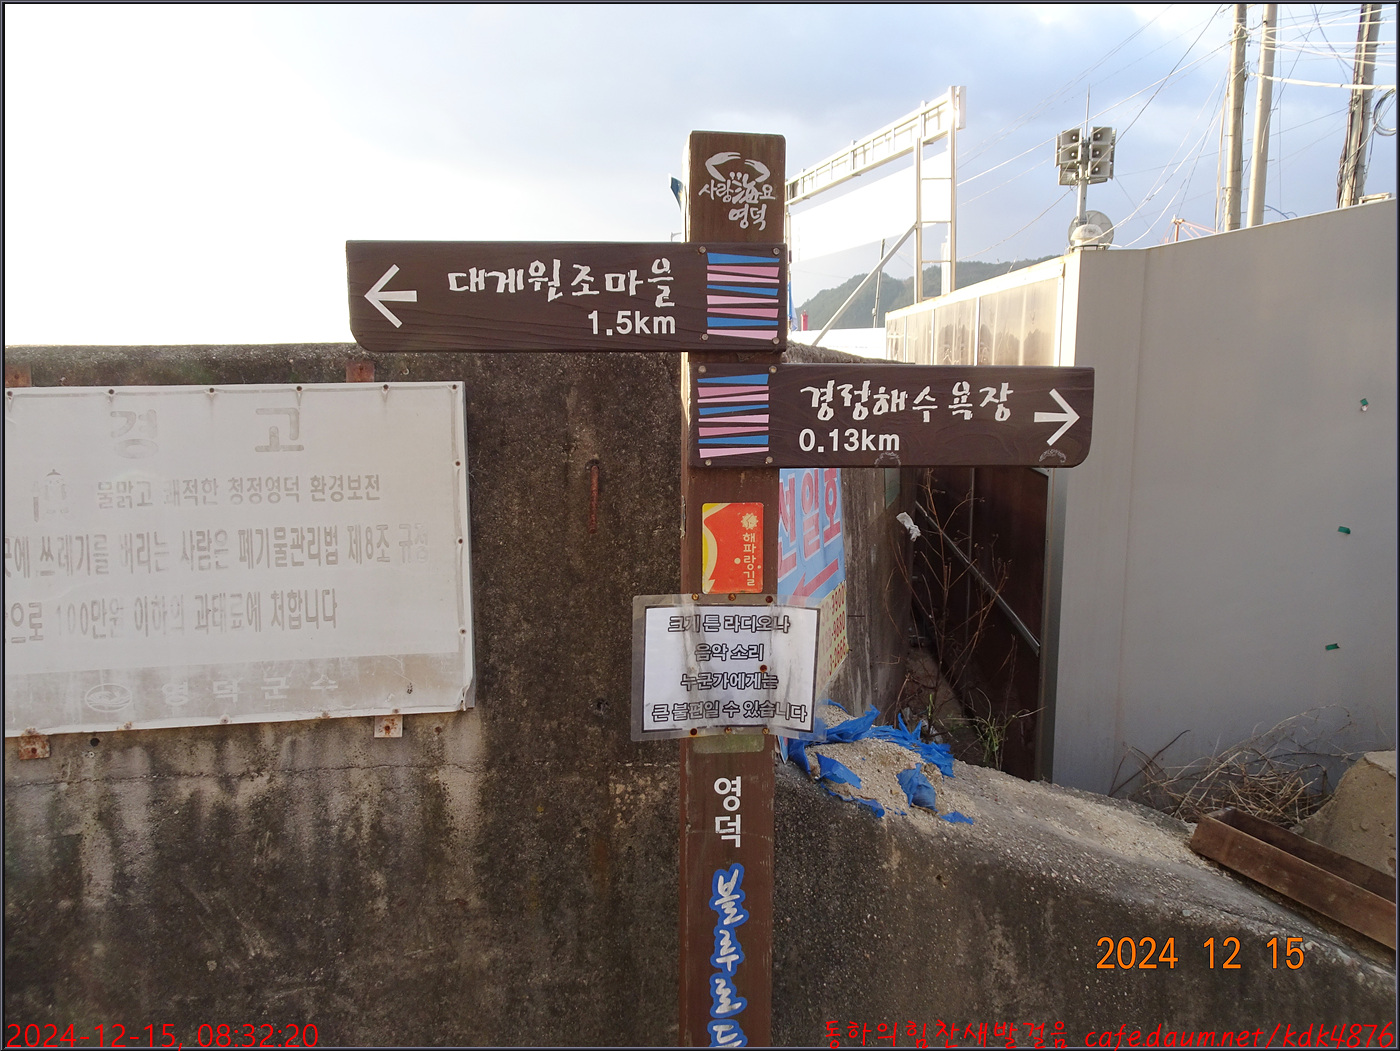 사랑海요
영덕
대게원조마을
1.5km
경정해수욕장
0.13km
해파랑길
크게 튼 라디오나
음악 소리
누군가에게는
큰 불편일 수 있습니다
영덕
블루로드
경고
물맑고 쾌적한 청정영덕 환경보전
쓰레기를 버리는 사람은 폐기물관리법 제8조 규정
으로 100만원 이하의 과태료에 처합니다
영덕군수
선일호
2024 12 15
2024-12-15, 08:32:20
동하의힘찬새발걸음 cafe.daum.net/kdk4876